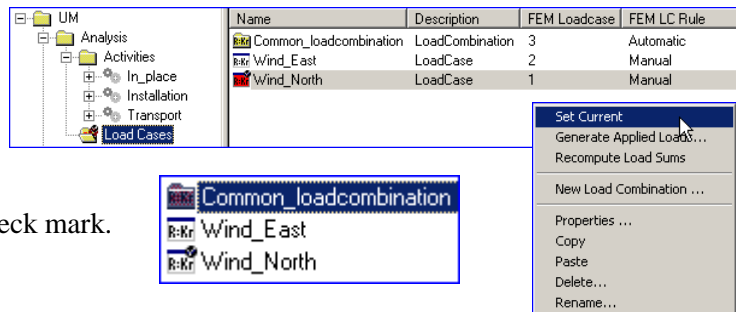 UM
Analysis
Activities
In_place
Installation
Transport
Load Cases
Name Description FEM Loadcase FEM LC Rule
Common_loadcombination LoadCombination 3 Automatic
Wind_East LoadCase 2 Manual
Wind_North LoadCase 1 Manual
Set Current
Generate Applied Loads...
Recompute Load Sums
New Load Combination ...
Properties ...
Copy
Paste
Delete...
Rename...
eck mark.
Common_loadcombination
Wind_East
Wind_North